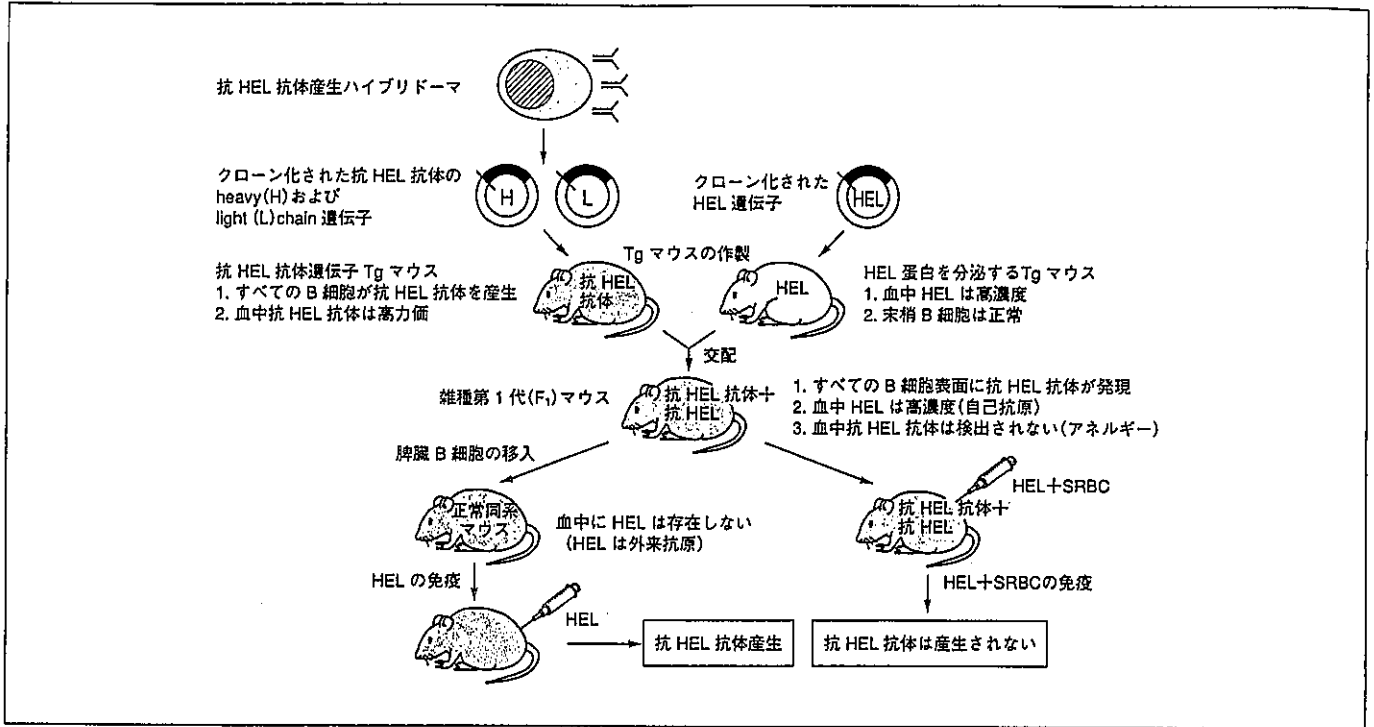 抗 HEL 抗体産生ハイブリドーマ
クローン化された抗 HEL 抗体の
heavy(H)および
light (L)chain 遺伝子
H
L
クローン化された
HEL 遺伝子
HEL
Tg マウスの作製
抗 HEL 抗体遺伝子 Tg マウス
1. すべての B 細胞が抗 HEL 抗体を産生
2. 血中抗 HEL 抗体は高力価
抗 HEL
抗体
HEL
HEL 蛋白を分泌するTg マウス
1. 血中 HEL は高濃度
2. 末梢 B 細胞は正常
交配
雑種第 1 代(F₁)マウス
抗 HEL 抗体+
抗 HEL
1. すべての B 細胞表面に抗 HEL 抗体が発現
2. 血中 HEL は高濃度(自己抗原)
3. 血中抗 HEL 抗体は検出されない(アネルギー)
脾臓 B 細胞の移入
正常同系
マウス
血中に HEL は存在しない
(HEL は外来抗原)
HEL+SRBC
抗 HEL 抗体+
抗 HEL
HEL の免疫
HEL+SRBCの免疫
HEL
抗 HEL 抗体産生
抗 HEL 抗体は産生されない